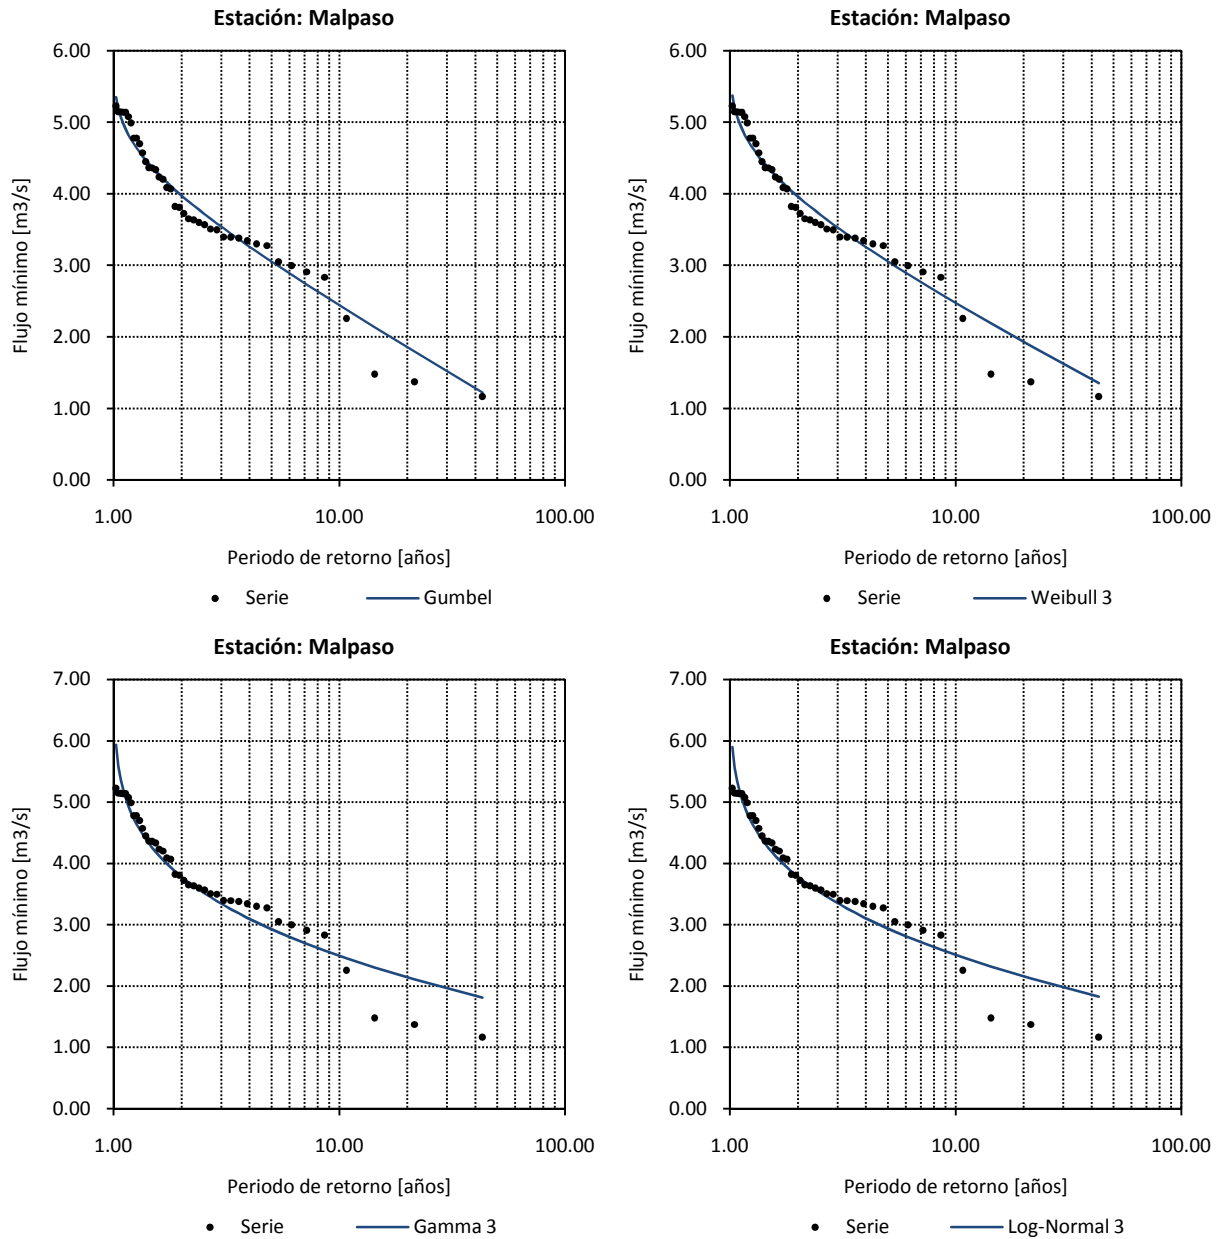 Estación: Malpaso
Flujo mínimo [m3/s]
6.00
5.00
4.00
3.00
2.00
1.00
0.00
1.00 10.00 100.00
Periodo de retorno [años]
Serie Gumbel
Estación: Malpaso
Flujo mínimo [m3/s]
6.00
5.00
4.00
3.00
2.00
1.00
0.00
1.00 10.00 100.00
Periodo de retorno [años]
Serie Weibull 3
Estación: Malpaso
Flujo mínimo [m3/s]
7.00
6.00
5.00
4.00
3.00
2.00
1.00
0.00
1.00 10.00 100.00
Periodo de retorno [años]
Serie Gamma 3
Estación: Malpaso
Flujo mínimo [m3/s]
7.00
6.00
5.00
4.00
3.00
2.00
1.00
0.00
1.00 10.00 100.00
Periodo de retorno [años]
Serie Log-Normal 3